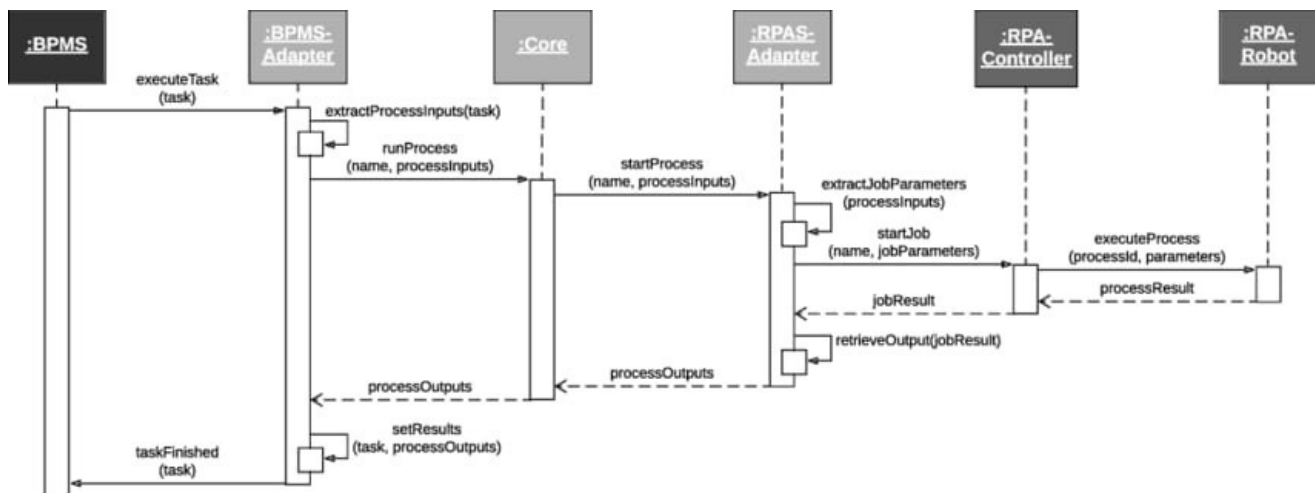 :BPMS
:BPMS-
Adapter
:Core
:RPAS-
Adapter
:RPA-
Controller
:RPA-
Robot
executeTask
(task)
extractProcessInputs(task)
runProcess
(name, processInputs)
startProcess
(name, processInputs)
extractJobParameters
(processInputs)
startJob
(name, jobParameters)
executeProcess
(processId, parameters)
processResult
jobResult
retrieveOutput(jobResult)
processOutputs
processOutputs
setResults
(task, processOutputs)
taskFinished
(task)